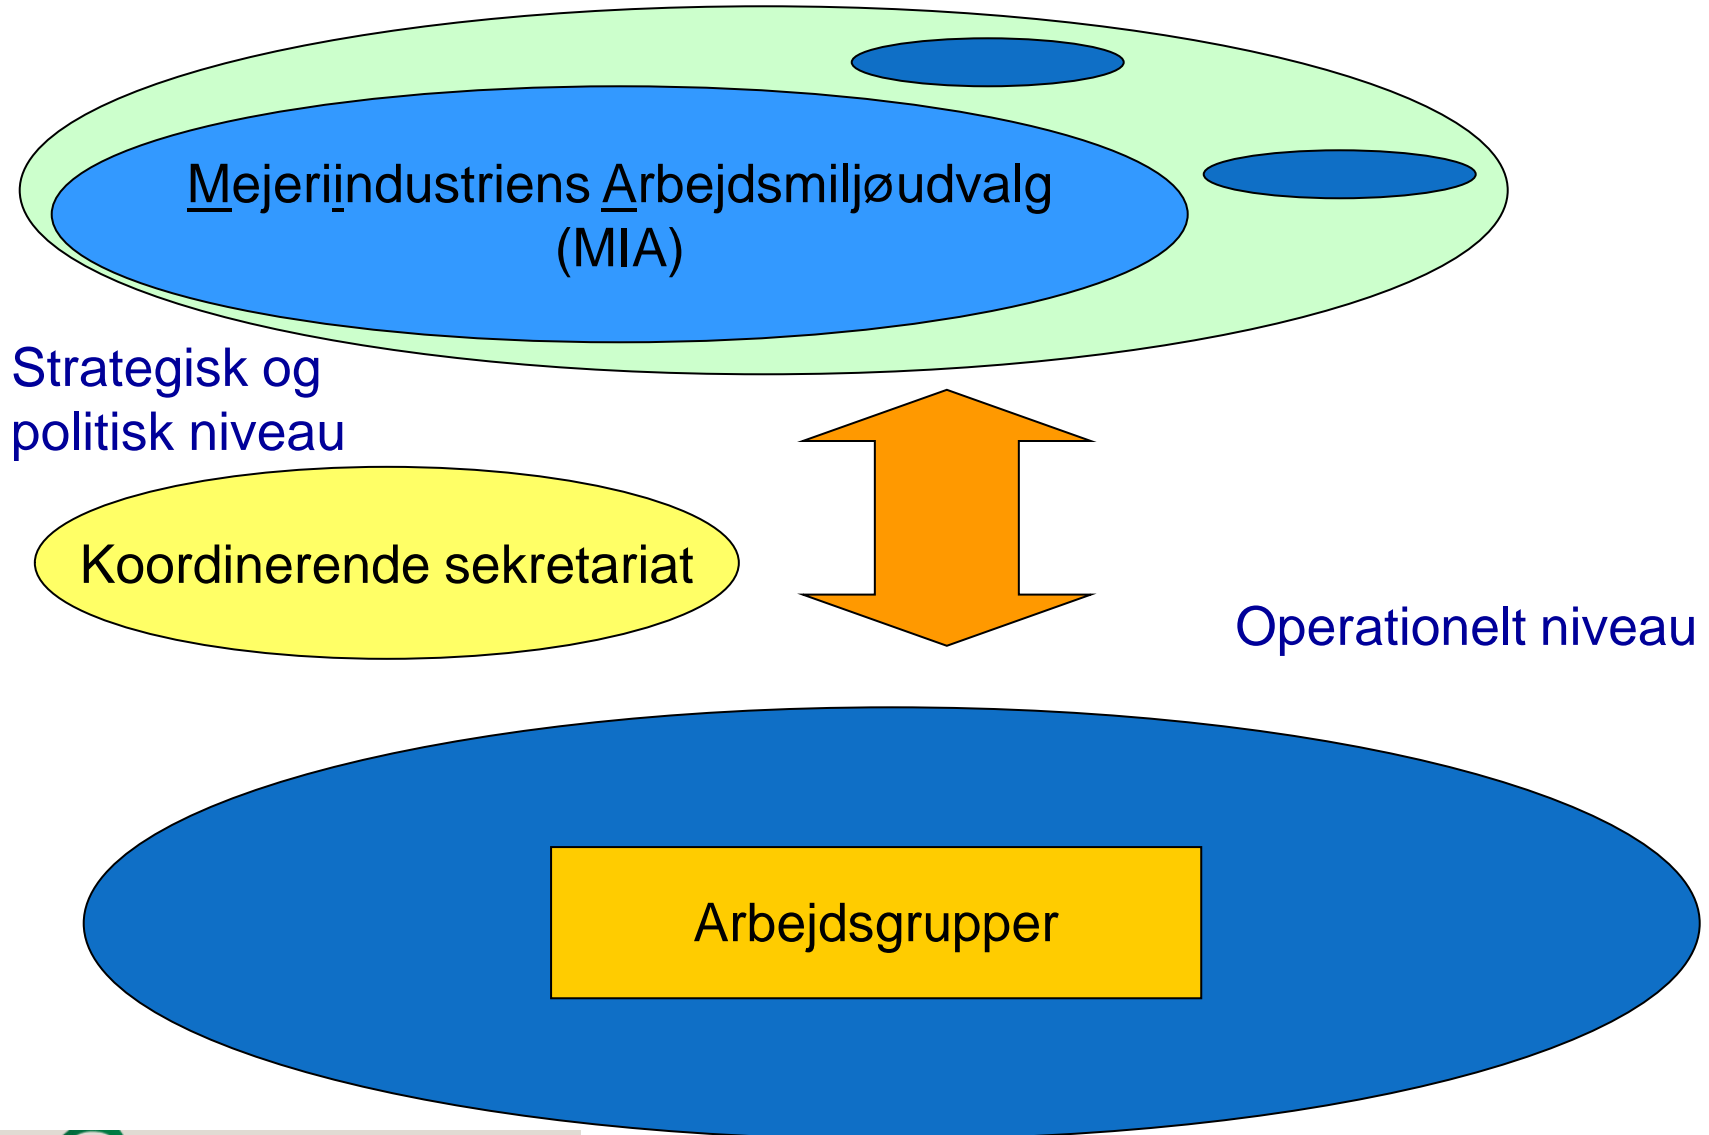 Mejeriindustriens Arbejdsmiljøudvalg
(MIA)
Strategisk og
politisk niveau
Koordinerende sekretariat
Operationelt niveau
Arbejdsgrupper